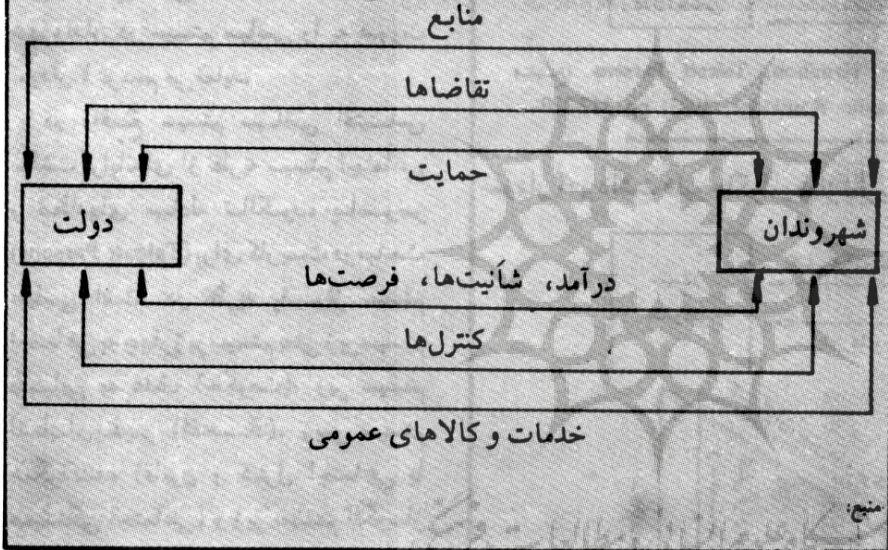 منابع
تقاضاها
حمایت
دولت
شهروندان
درآمد، شأنیت‌ها، فرصت‌ها
کنترل‌ها
خدمات و کالاهای عمومی
منبع: